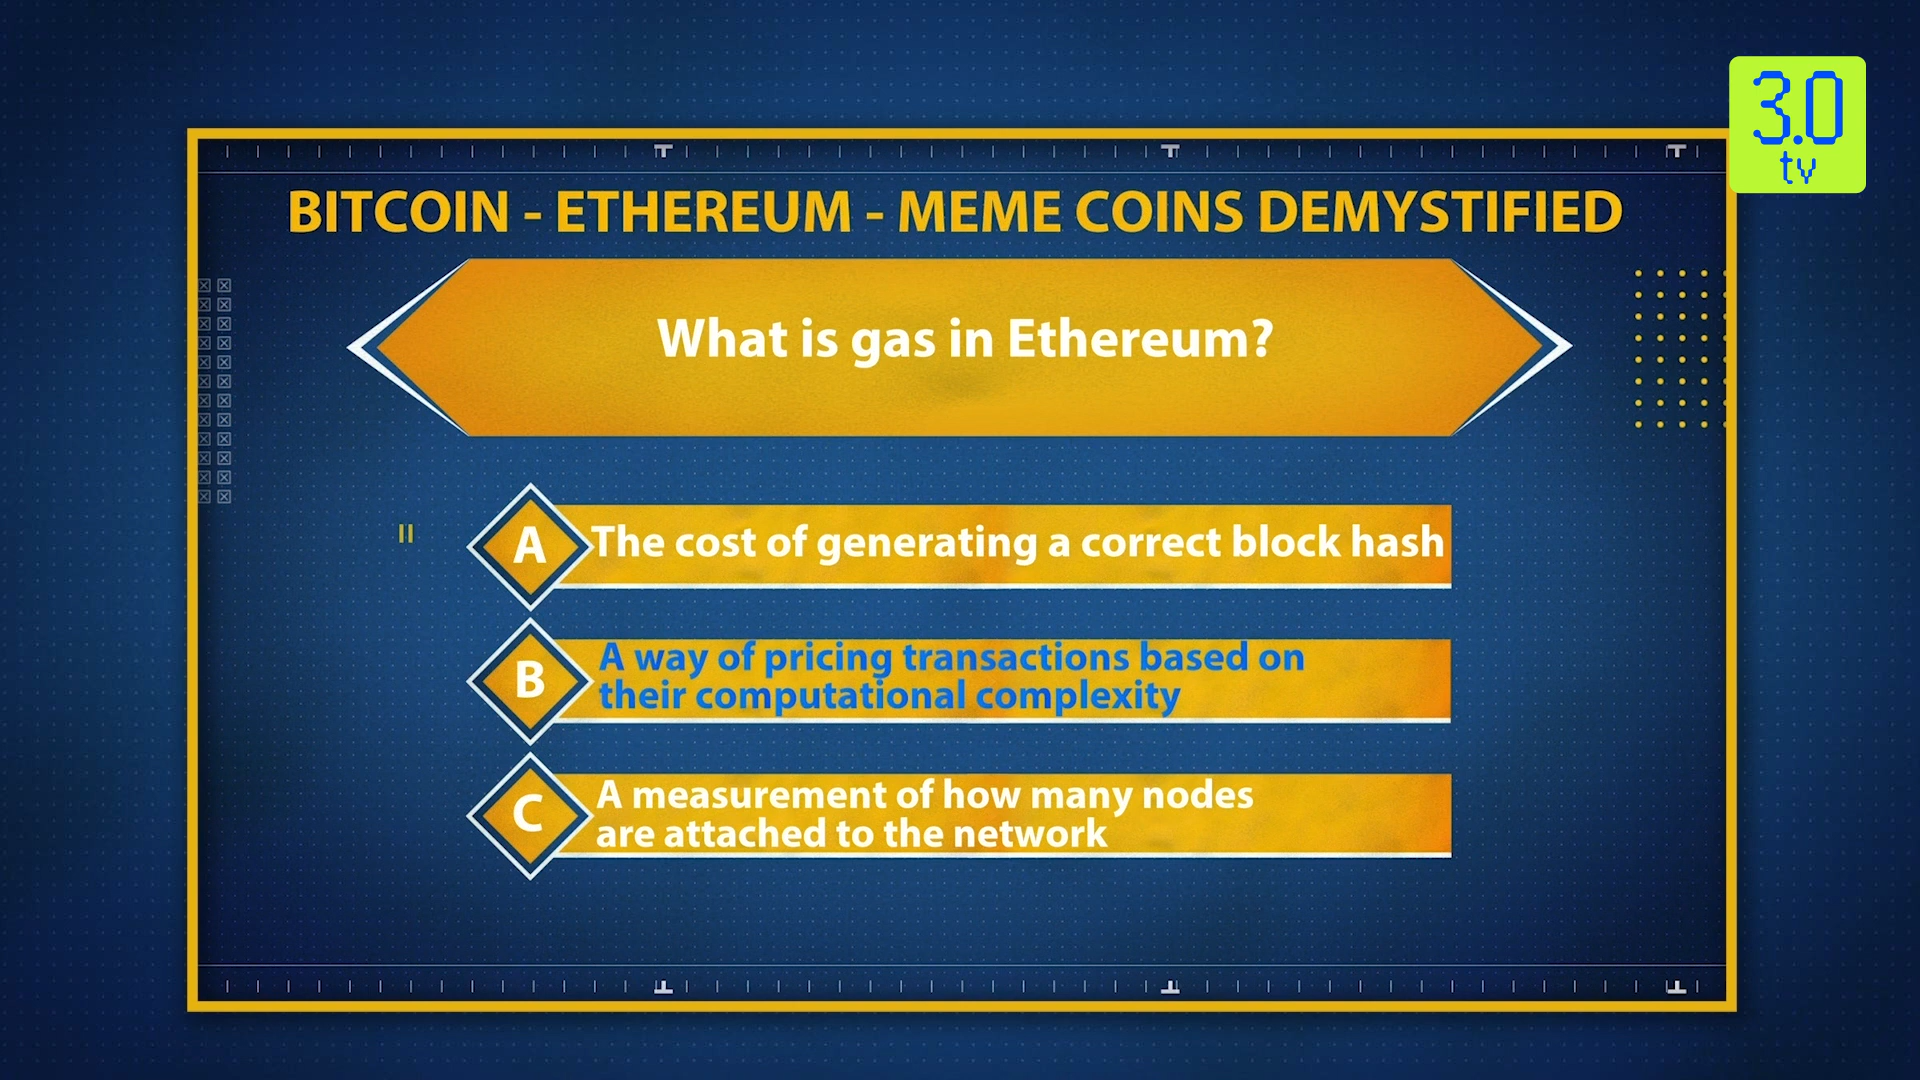 3.0
tv
BITCOIN - ETHEREUM - MEME COINS DEMYSTIFIED
What is gas in Ethereum?
A The cost of generating a correct block hash
B A way of pricing transactions based on
their computational complexity
C A measurement of how many nodes
are attached to the network